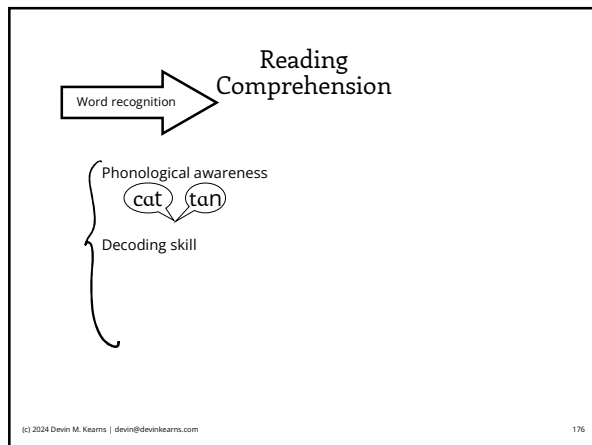 Reading
Comprehension
Word recognition
Phonological awareness
cat tan
Decoding skill
(c) 2024 Devin M. Kearns | devin@devinkearns.com 176